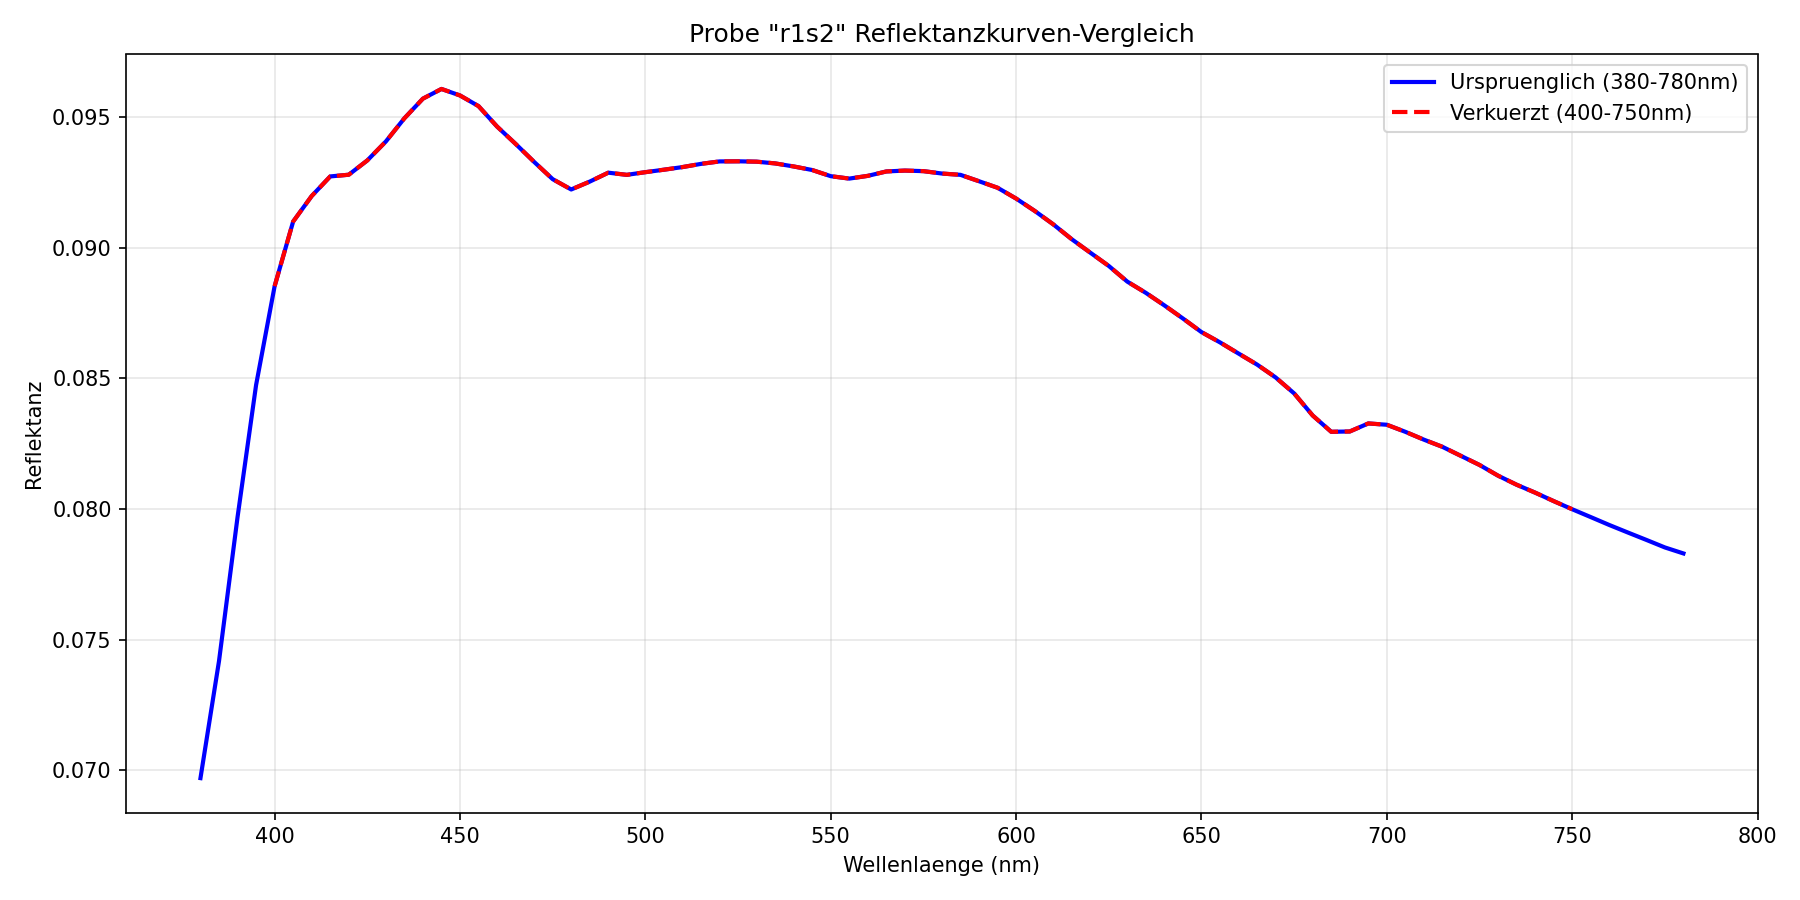 Probe "r1s2" Reflektanzkurven-Vergleich
Urspruenglich (380-780nm)
Verkuerzt (400-750nm)
0.095
0.090
0.085
0.080
0.075
0.070
Reflektanz
400 450 500 550 600 650 700 750 800
Wellenlaenge (nm)